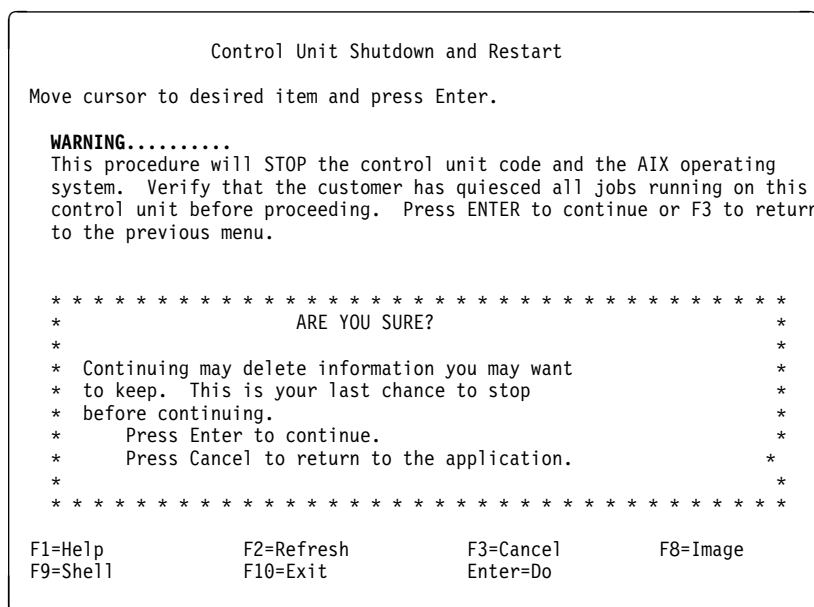 Control Unit Shutdown and Restart
Move cursor to desired item and press Enter.
WARNING..........
This procedure will STOP the control unit code and the AIX operating
system. Verify that the customer has quiesced all jobs running on this
control unit before proceeding. Press ENTER to continue or F3 to return
to the previous menu.
* * * * * * * * * * * * * * * * * * * * * * * * * * * * * * * * * * *
* ARE YOU SURE? *
* *
* Continuing may delete information you may want *
* to keep. This is your last chance to stop *
* before continuing. *
* Press Enter to continue. *
* Press Cancel to return to the application. *
* *
* * * * * * * * * * * * * * * * * * * * * * * * * * * * * * * * * * *
F1=Help F2=Refresh F3=Cancel F8=Image
F9=Shell F10=Exit Enter=Do